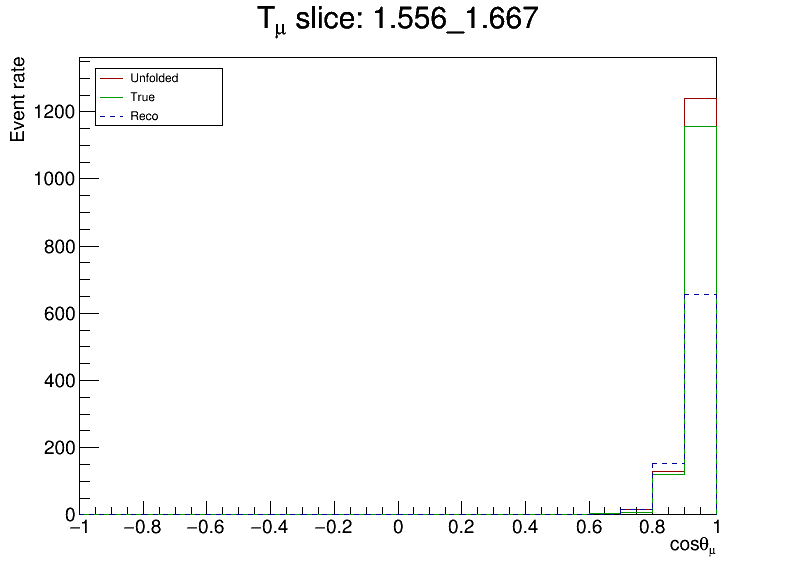 Tμ slice: 1.556_1.667
Event rate
Unfolded
True
Reco
1200
1000
800
600
400
200
0
−1 −0.8 −0.6 −0.4 −0.2 0 0.2 0.4 0.6 0.8 1
cosθμ